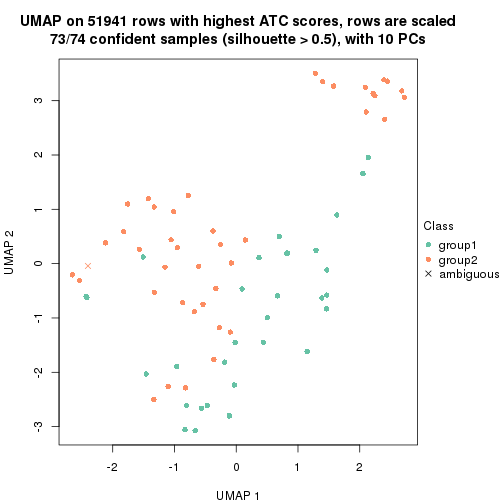 UMAP on 51941 rows with highest ATC scores, rows are scaled
73/74 confident samples (silhouette > 0.5), with 10 PCs
3
2
1
0
-1
-2
-3
UMAP 2
-2
-1
0
1
2
UMAP 1
Class
group1
group2
ambiguous